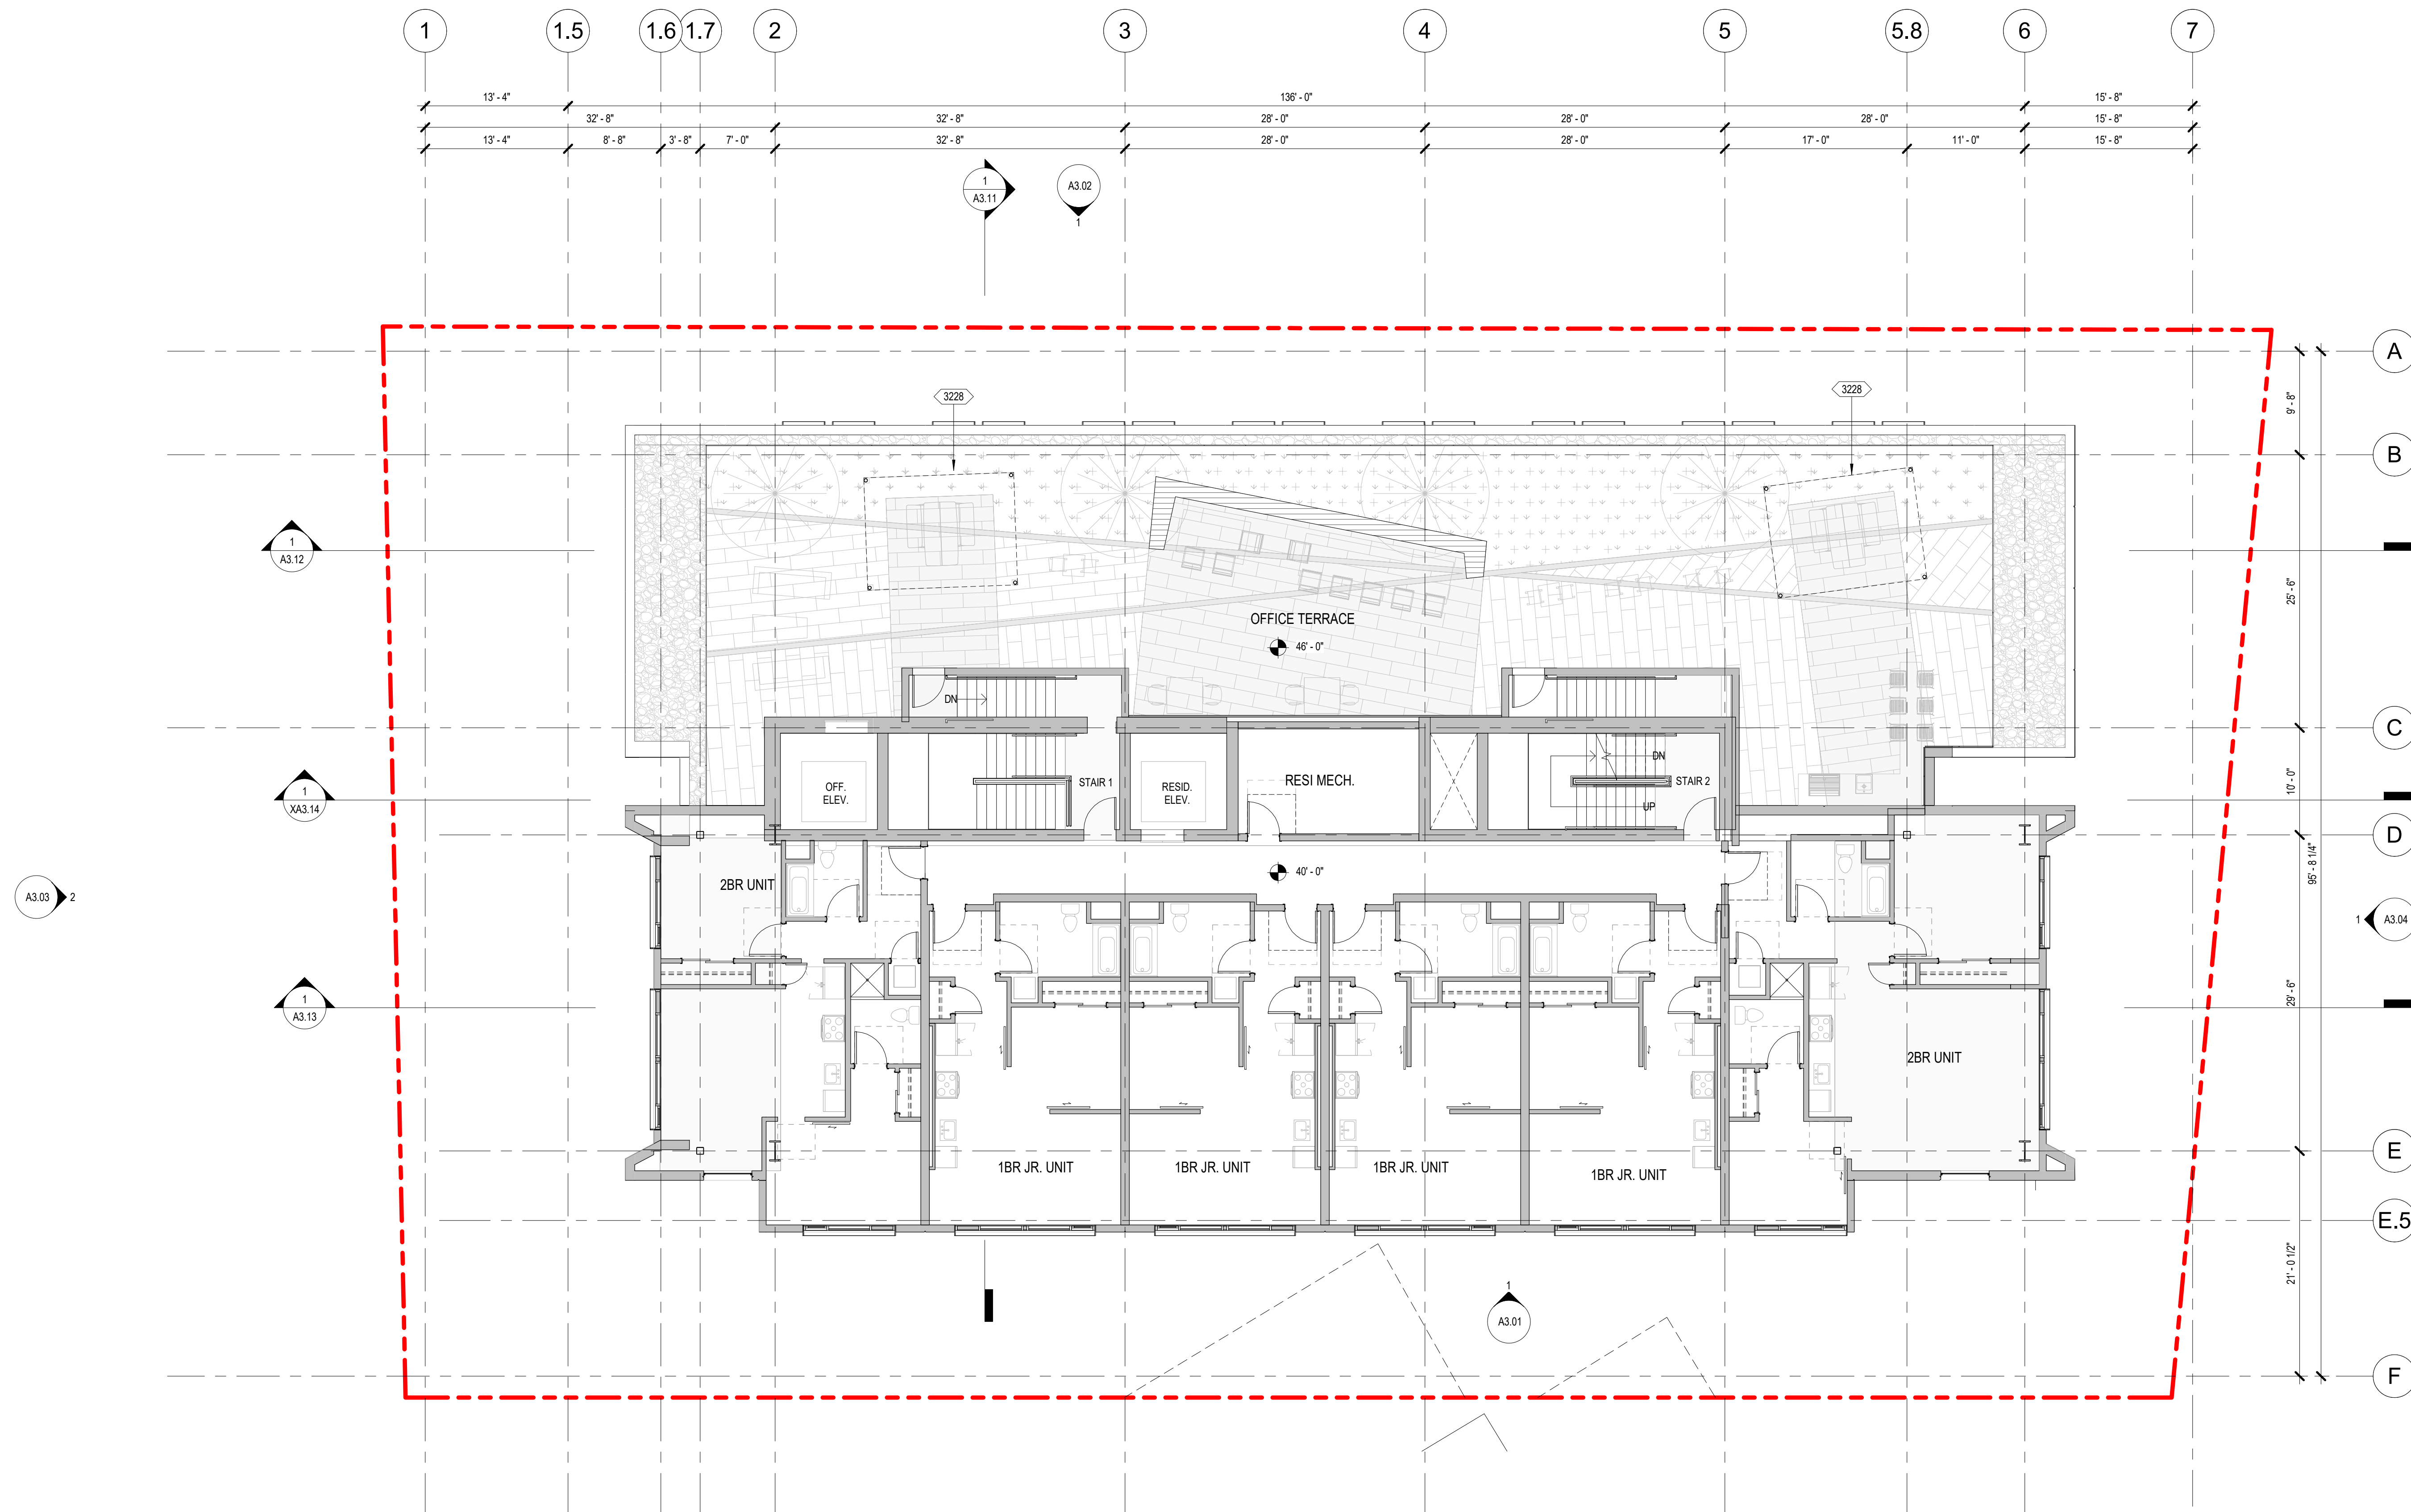 1 1.5 1.6 1.7 2 3 4 5 5.8 6 7
13' - 4" 136' - 0" 15' - 8"
32' - 8" 32' - 8" 28' - 0" 28' - 0" 28' - 0" 15' - 8"
13' - 4" 8' - 8" 3' - 8" 7' - 0" 32' - 8" 28' - 0" 28' - 0" 17' - 0" 11' - 0" 15' - 8"
1
A3.11
A3.02
1
A
9' - 8"
3228
3228
B
1
A3.12
25' - 6"
OFFICE TERRACE
46' - 0"
DN
C
OFF.
ELEV.
STAIR 1
RESID.
ELEV.
RESI MECH.
DN
STAIR 2
UP
10' - 0"
1
XA3.14
D
95' - 8 1/4"
40' - 0"
2BR UNIT
A3.03 2
1 A3.04
1
A3.13
29' - 6"
2BR UNIT
E
1BR JR. UNIT
1BR JR. UNIT
1BR JR. UNIT
1BR JR. UNIT
E.5
21' - 0 1/2"
1
A3.01
F